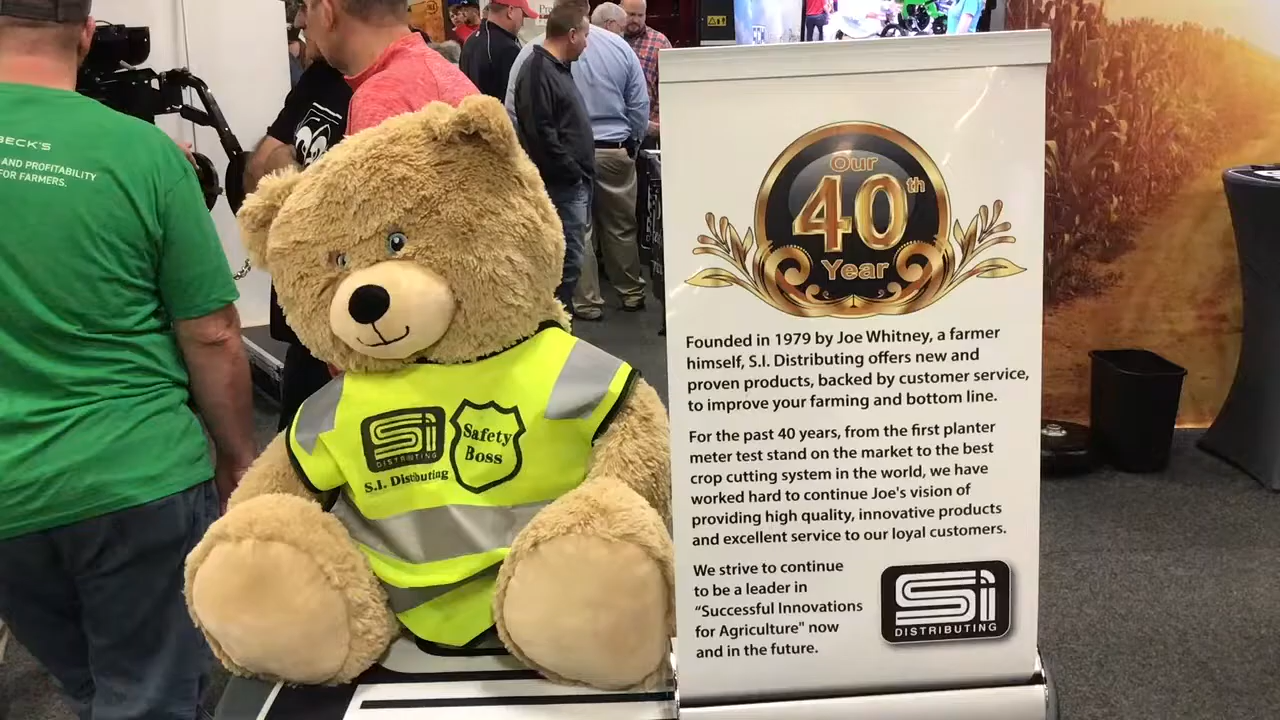 BECK'S
AND PROFITABILITY
FOR FARMERS.
SI
DISTRIBUTING
S.I. Distributing
Safety
Boss
Our
40th
Year
Founded in 1979 by Joe Whitney, a farmer
himself, S.I. Distributing offers new and
proven products, backed by customer service,
to improve your farming and bottom line.
For the past 40 years, from the first planter
meter test stand on the market to the best
crop cutting system in the world, we have
worked hard to continue Joe's vision of
providing high quality, innovative products
and excellent service to our loyal customers.
We strive to continue
to be a leader in
“Successful Innovations
for Agriculture" now
and in the future.
SI
DISTRIBUTING